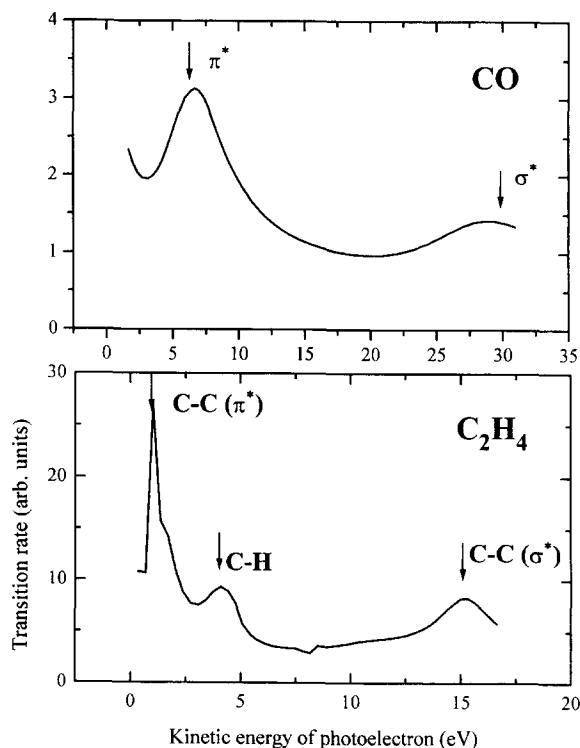 4
3
2
1
0
π*
CO
σ*
0 5 10 15 20 25 30 35
30
20
10
0
C-C (π*)
C₂H₄
C-H
C-C (σ*)
0 5 10 15 20
Transition rate (arb. units)
Kinetic energy of photoelectron (eV)